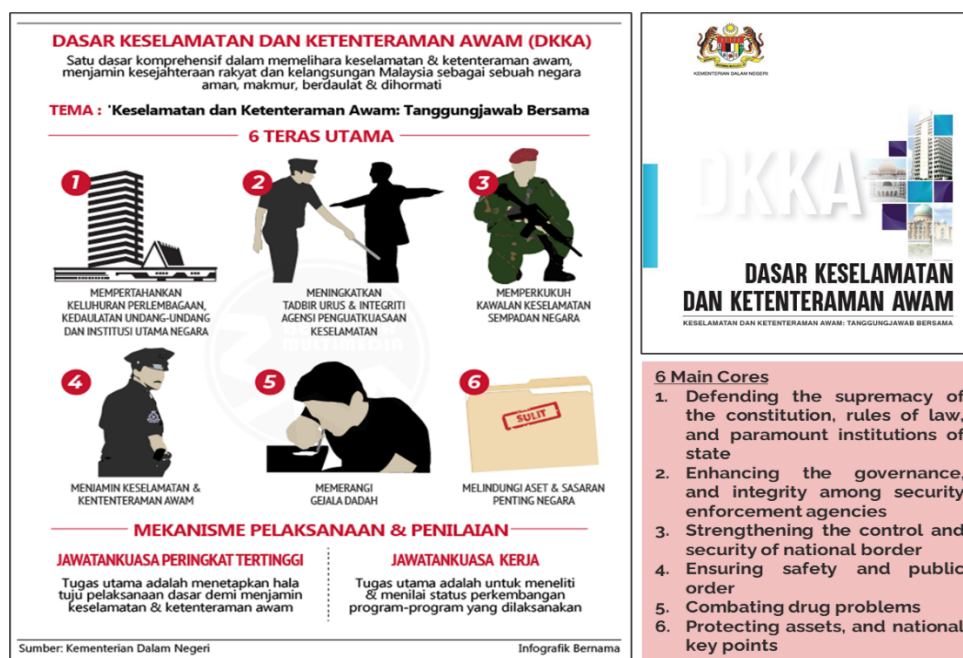 DASAR KESELAMATAN DAN KETENTERAMAN AWAM (DKKA)
Satu dasar komprehensif dalam memelihara keselamatan & ketenteraman awam,
menjamin kesejahteraan rakyat dan kelangsungan Malaysia sebagai sebuah negara
aman, makmur, berdaulat & dihormati
TEMA : 'Keselamatan dan Ketenteraman Awam: Tanggungjawab Bersama
6 TERAS UTAMA
1
MEMPERTAHANKAN
KELUHURAN PERLEMBAGAAN,
KEDAULATAN UNDANG-UNDANG
DAN INSTITUSI UTAMA NEGARA
2
MENINGKATKAN
TADBIR URUS & INTEGRITI
AGENSI PENGUATKUASAAN
KESELAMATAN
3
MEMPERKUKUH
KAWALAN KESELAMATAN
SEMPADAN NEGARA
4
MENJAMIN KESELAMATAN &
KENTENTERAMAN AWAM
5
MEMERANGI
GEJALA DADAH
6
SULIT
MELINDUNGI ASET & SASARAN
PENTING NEGARA
MEKANISME PELAKSANAAN & PENILAIAN
JAWATANKUASA PERINGKAT TERTINGGI
Tugas utama adalah menetapkan hala
tuju pelaksanaan dasar demi menjamin
keselamatan & ketenteraman awam
JAWATANKUASA KERJA
Tugas utama adalah untuk meneliti
& menilai status perkembangan
program-program yang dilaksanakan
Sumber: Kementerian Dalam Negeri
Infografik Bernama
KEMENTERIAN DALAM NEGERI
DKKA
DASAR KESELAMATAN
DAN KETENTERAMAN AWAM
KESELAMATAN DAN KETENTERAMAN AWAM: TANGGUNGJAWAB BERSAMA
6 Main Cores
1. Defending the supremacy of
the constitution, rules of law,
and paramount institutions of
state
2. Enhancing the governance,
and integrity among security
enforcement agencies
3. Strengthening the control and
security of national border
4. Ensuring safety and public
order
5. Combating drug problems
6. Protecting assets, and national
key points